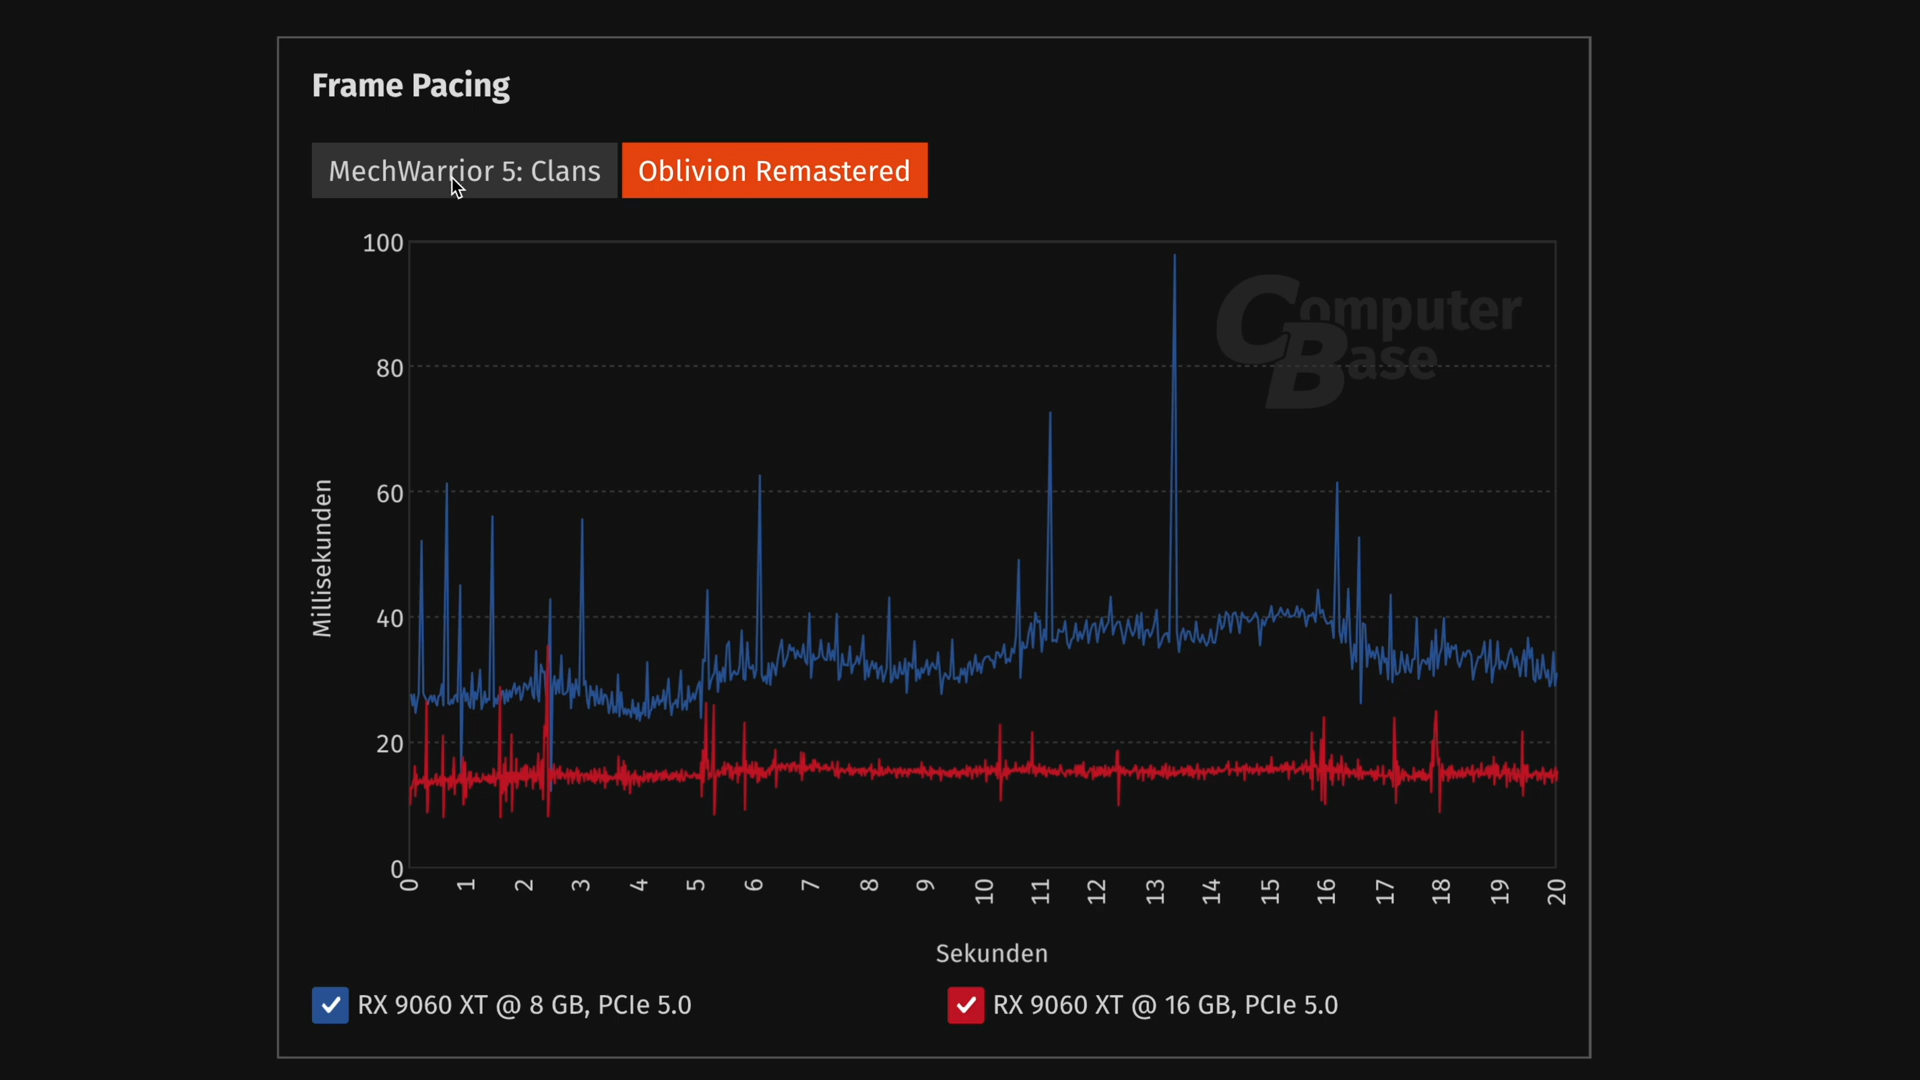 Frame Pacing
MechWarrior 5: Clans
Oblivion Remastered
ComputerBase
Millisekunden
100
80
60
40
20
0
0 1 2 3 4 5 6 7 8 9 10 11 12 13 14 15 16 17 18 19 20
Sekunden
RX 9060 XT @ 8 GB, PCIe 5.0
RX 9060 XT @ 16 GB, PCIe 5.0